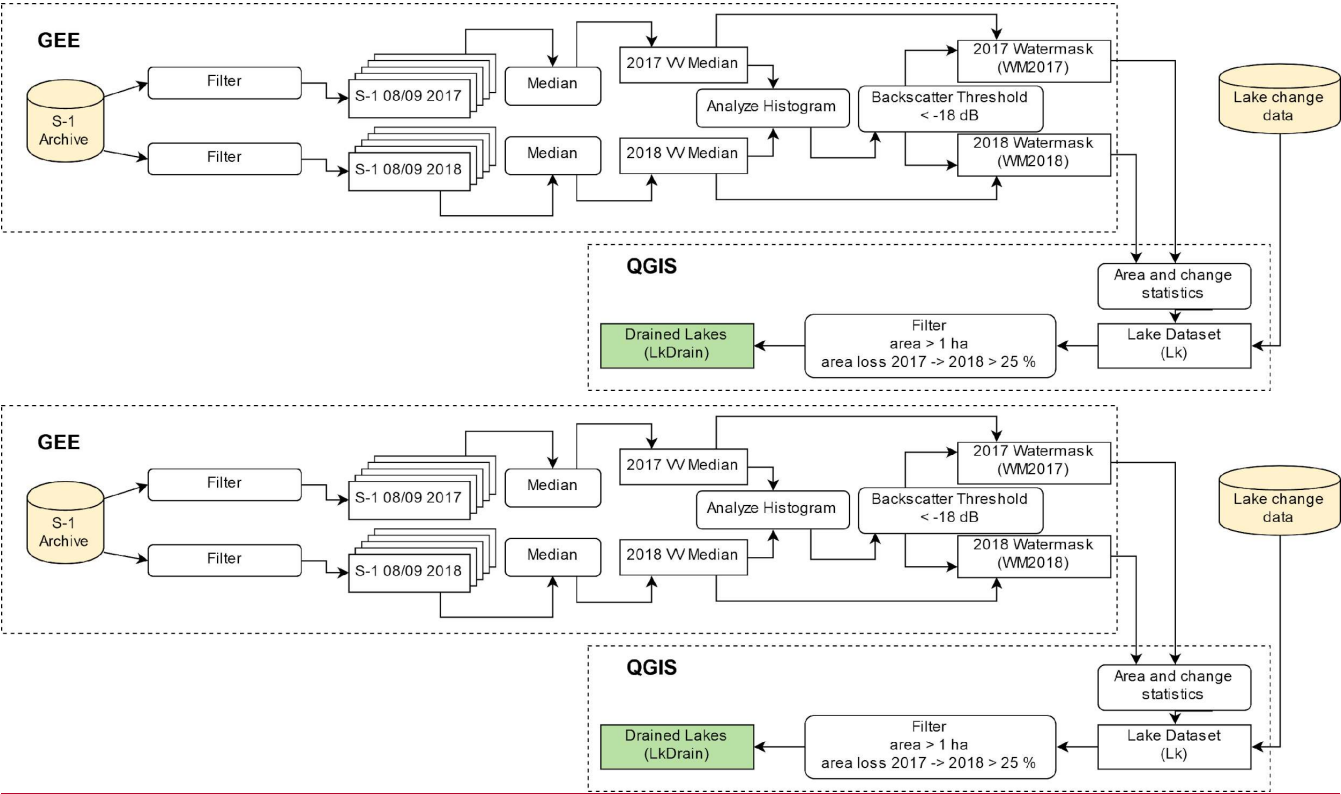 GEE
S-1
Archive
Filter
Filter
S-1 08/09 2017
S-1 08/09 2018
Median
Median
2017 VV Median
2018 VV Median
Analyze Histogram
Backscatter Threshold
< -18 dB
2017 Watermask
(WM2017)
2018 Watermask
(WM2018)
Lake change
data
QGIS
Area and change
statistics
Lake Dataset
(Lk)
Filter
area > 1 ha
area loss 2017 -> 2018 > 25 %
Drained Lakes
(LkDrain)
GEE
S-1
Archive
Filter
Filter
S-1 08/09 2017
S-1 08/09 2018
Median
Median
2017 VV Median
2018 VV Median
Analyze Histogram
Backscatter Threshold
< -18 dB
2017 Watermask
(WM2017)
2018 Watermask
(WM2018)
Lake change
data
QGIS
Area and change
statistics
Lake Dataset
(Lk)
Filter
area > 1 ha
area loss 2017 -> 2018 > 25 %
Drained Lakes
(LkDrain)